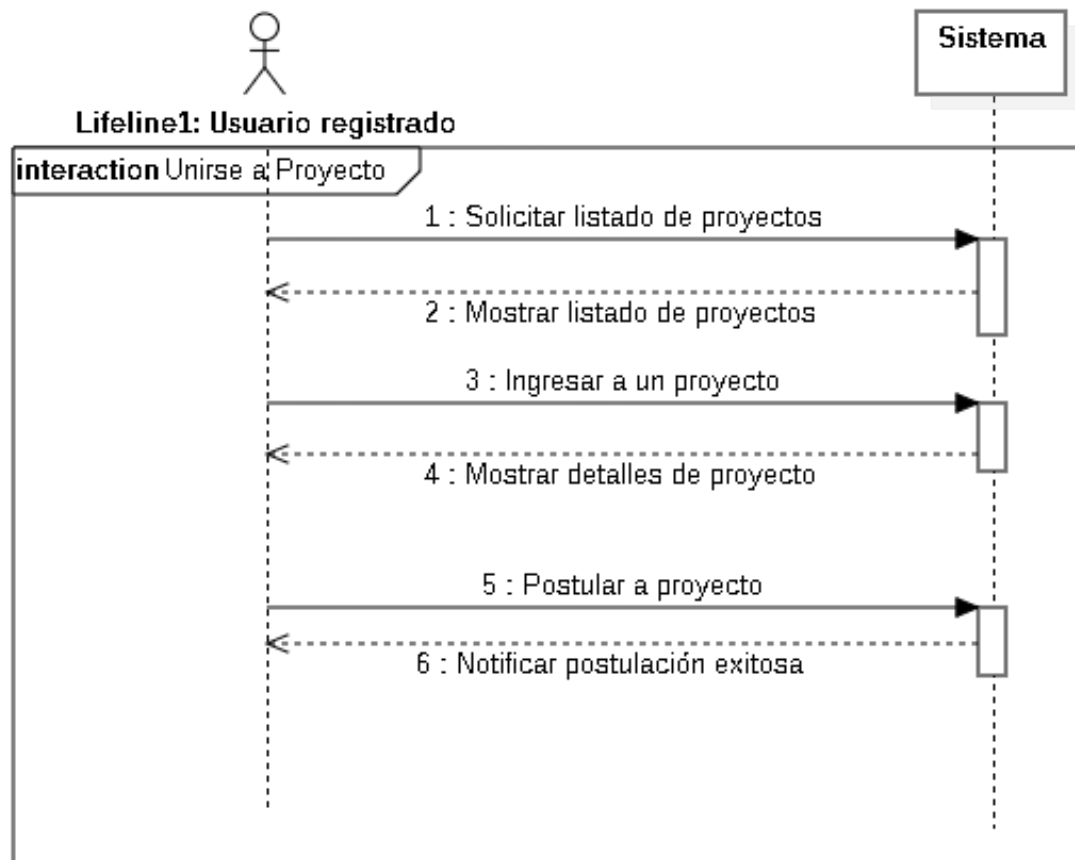 Sistema
Lifeline1: Usuario registrado
interaction Unirse a Proyecto
1 : Solicitar listado de proyectos
2 : Mostrar listado de proyectos
3 : Ingresar a un proyecto
4 : Mostrar detalles de proyecto
5 : Postular a proyecto
6 : Notificar postulación exitosa